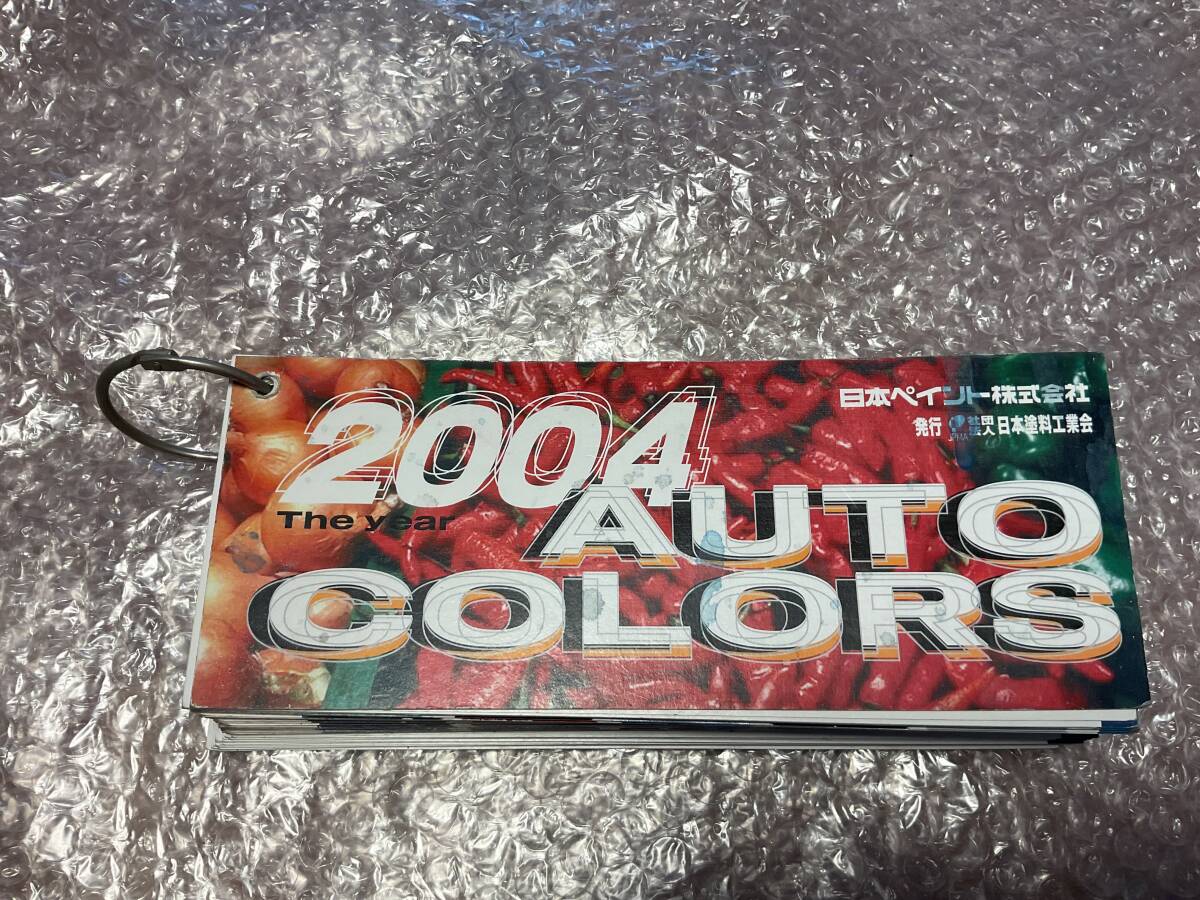 2004
The year
AUTO
COLORS
日本ペイント株式会社
発行 JPMA 社団法人 日本塗料工業会